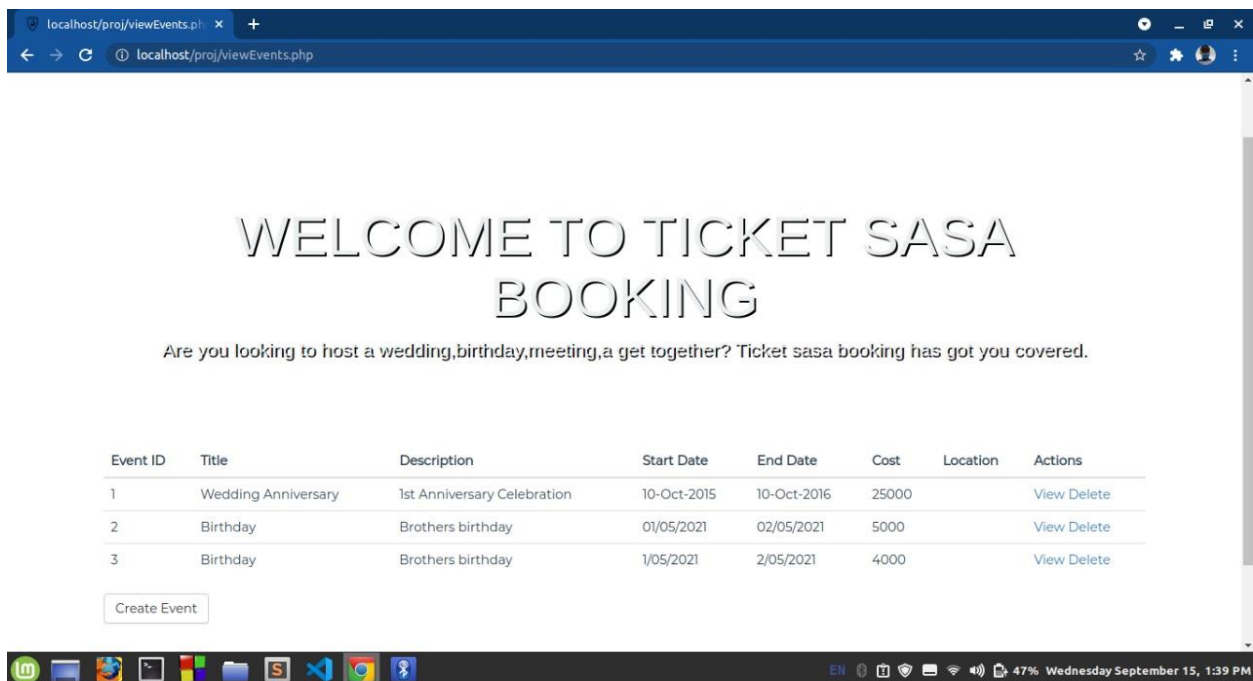 localhost/proj/viewEvents.ph
localhost/proj/viewEvents.php
WELCOME TO TICKET SASA
BOOKING
Are you looking to host a wedding,birthday,meeting,a get together? Ticket sasa booking has got you covered.
Event ID Title Description Start Date End Date Cost Location Actions
1 Wedding Anniversary 1st Anniversary Celebration 10-Oct-2015 10-Oct-2016 25000 View Delete
2 Birthday Brothers birthday 01/05/2021 02/05/2021 5000 View Delete
3 Birthday Brothers birthday 1/05/2021 2/05/2021 4000 View Delete
Create Event
EN 47% Wednesday September 15, 1:39 PM